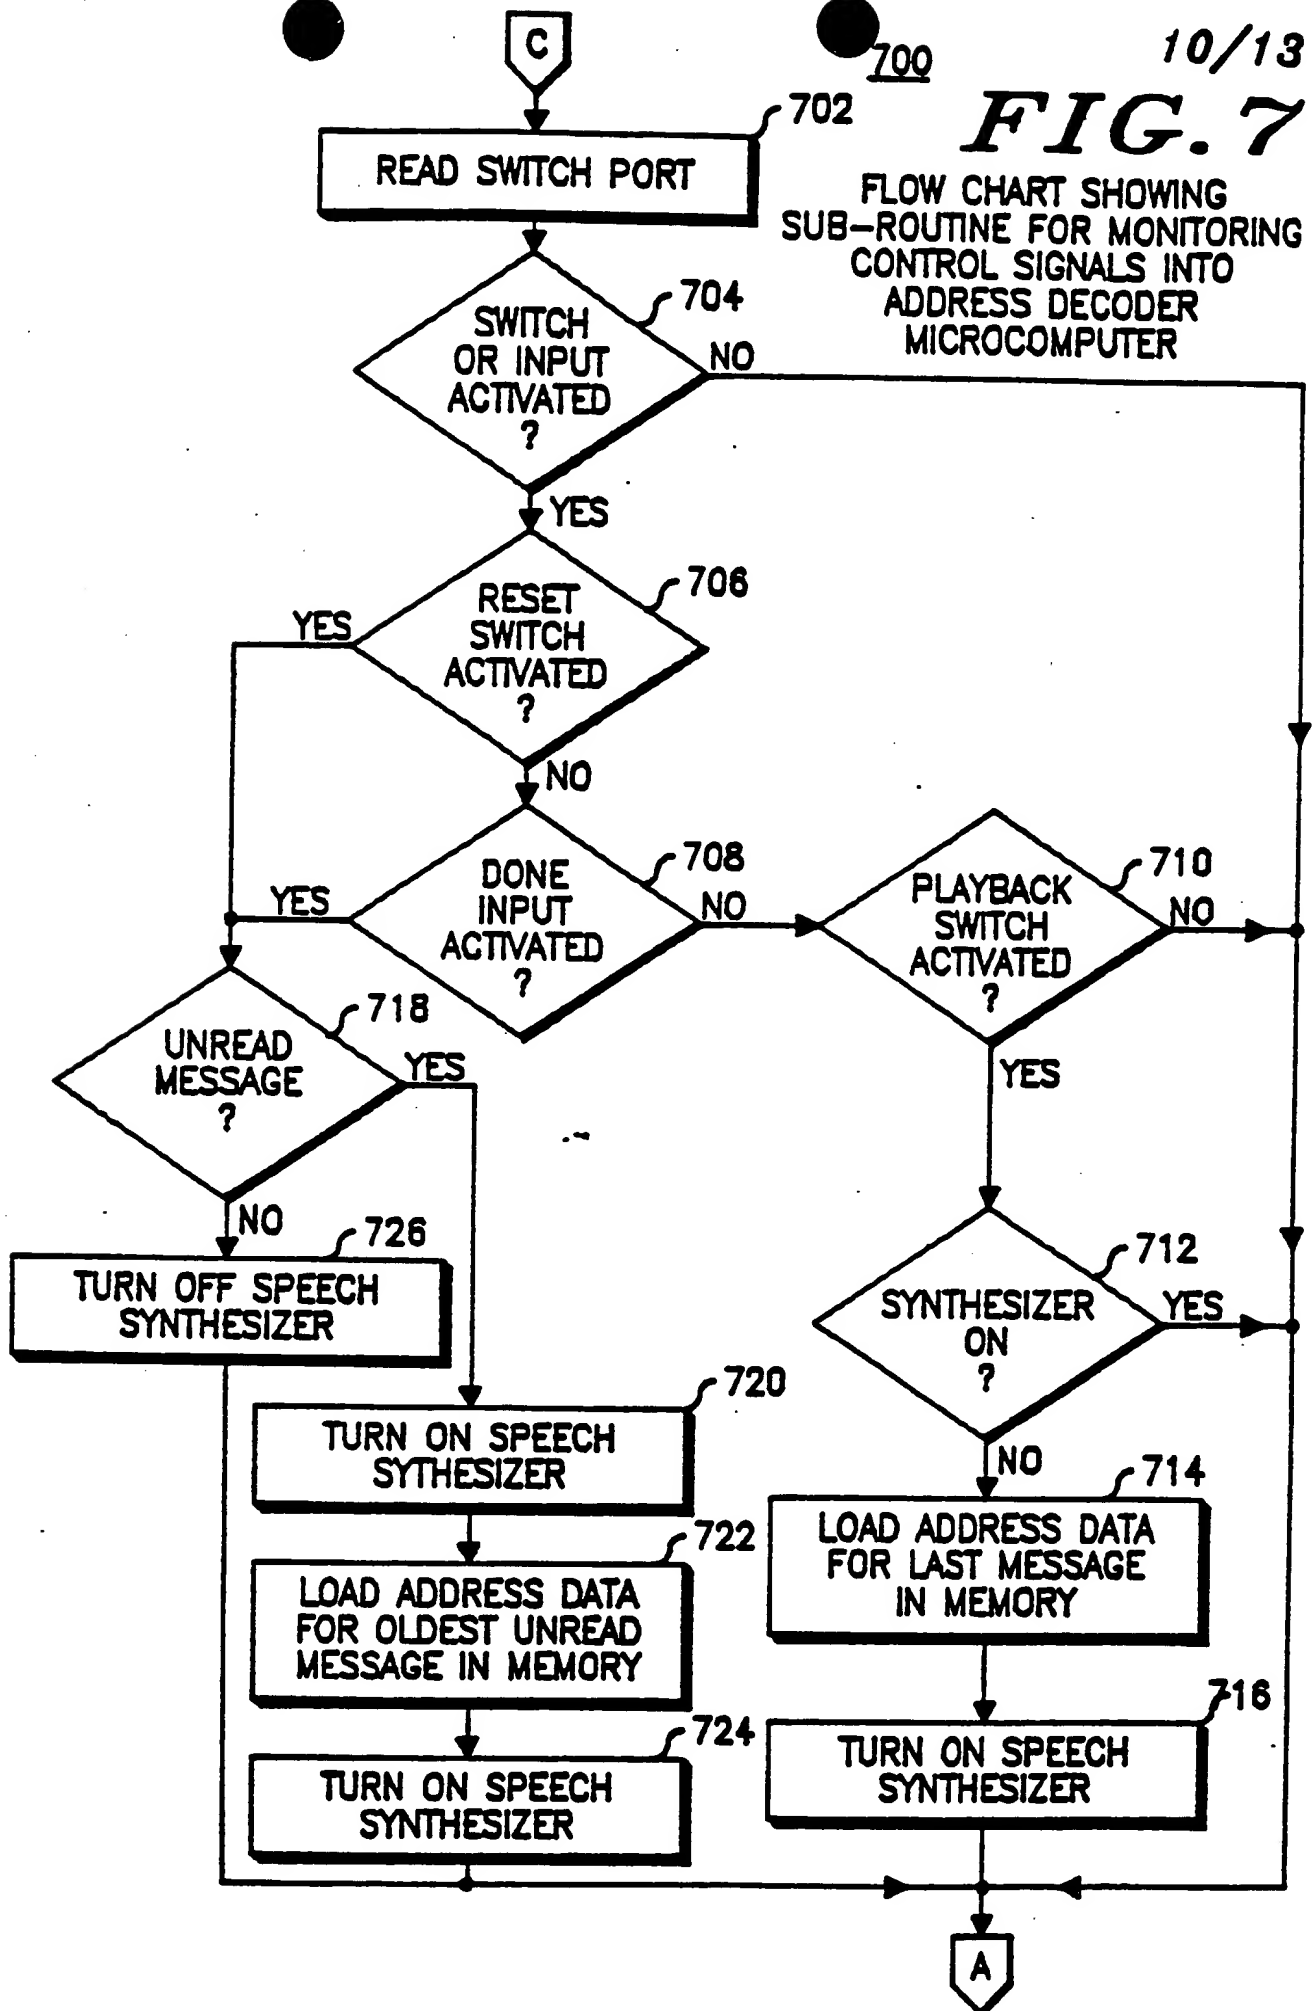 C
700
10/13
FIG. 7
FLOW CHART SHOWING
SUB-ROUTINE FOR MONITORING
CONTROL SIGNALS INTO
ADDRESS DECODER
MICROCOMPUTER
702
READ SWITCH PORT
704
SWITCH
OR INPUT
ACTIVATED
?
NO
YES
706
RESET
SWITCH
ACTIVATED
?
YES
NO
708
DONE
INPUT
ACTIVATED
?
YES
NO
710
PLAYBACK
SWITCH
ACTIVATED
?
NO
YES
718
UNREAD
MESSAGE
?
YES
NO
712
SYNTHESIZER
ON
?
YES
NO
726
TURN OFF SPEECH
SYNTHESIZER
720
TURN ON SPEECH
SYTHESIZER
722
LOAD ADDRESS DATA
FOR OLDEST UNREAD
MESSAGE IN MEMORY
724
TURN ON SPEECH
SYNTHESIZER
714
LOAD ADDRESS DATA
FOR LAST MESSAGE
IN MEMORY
716
TURN ON SPEECH
SYNTHESIZER
A